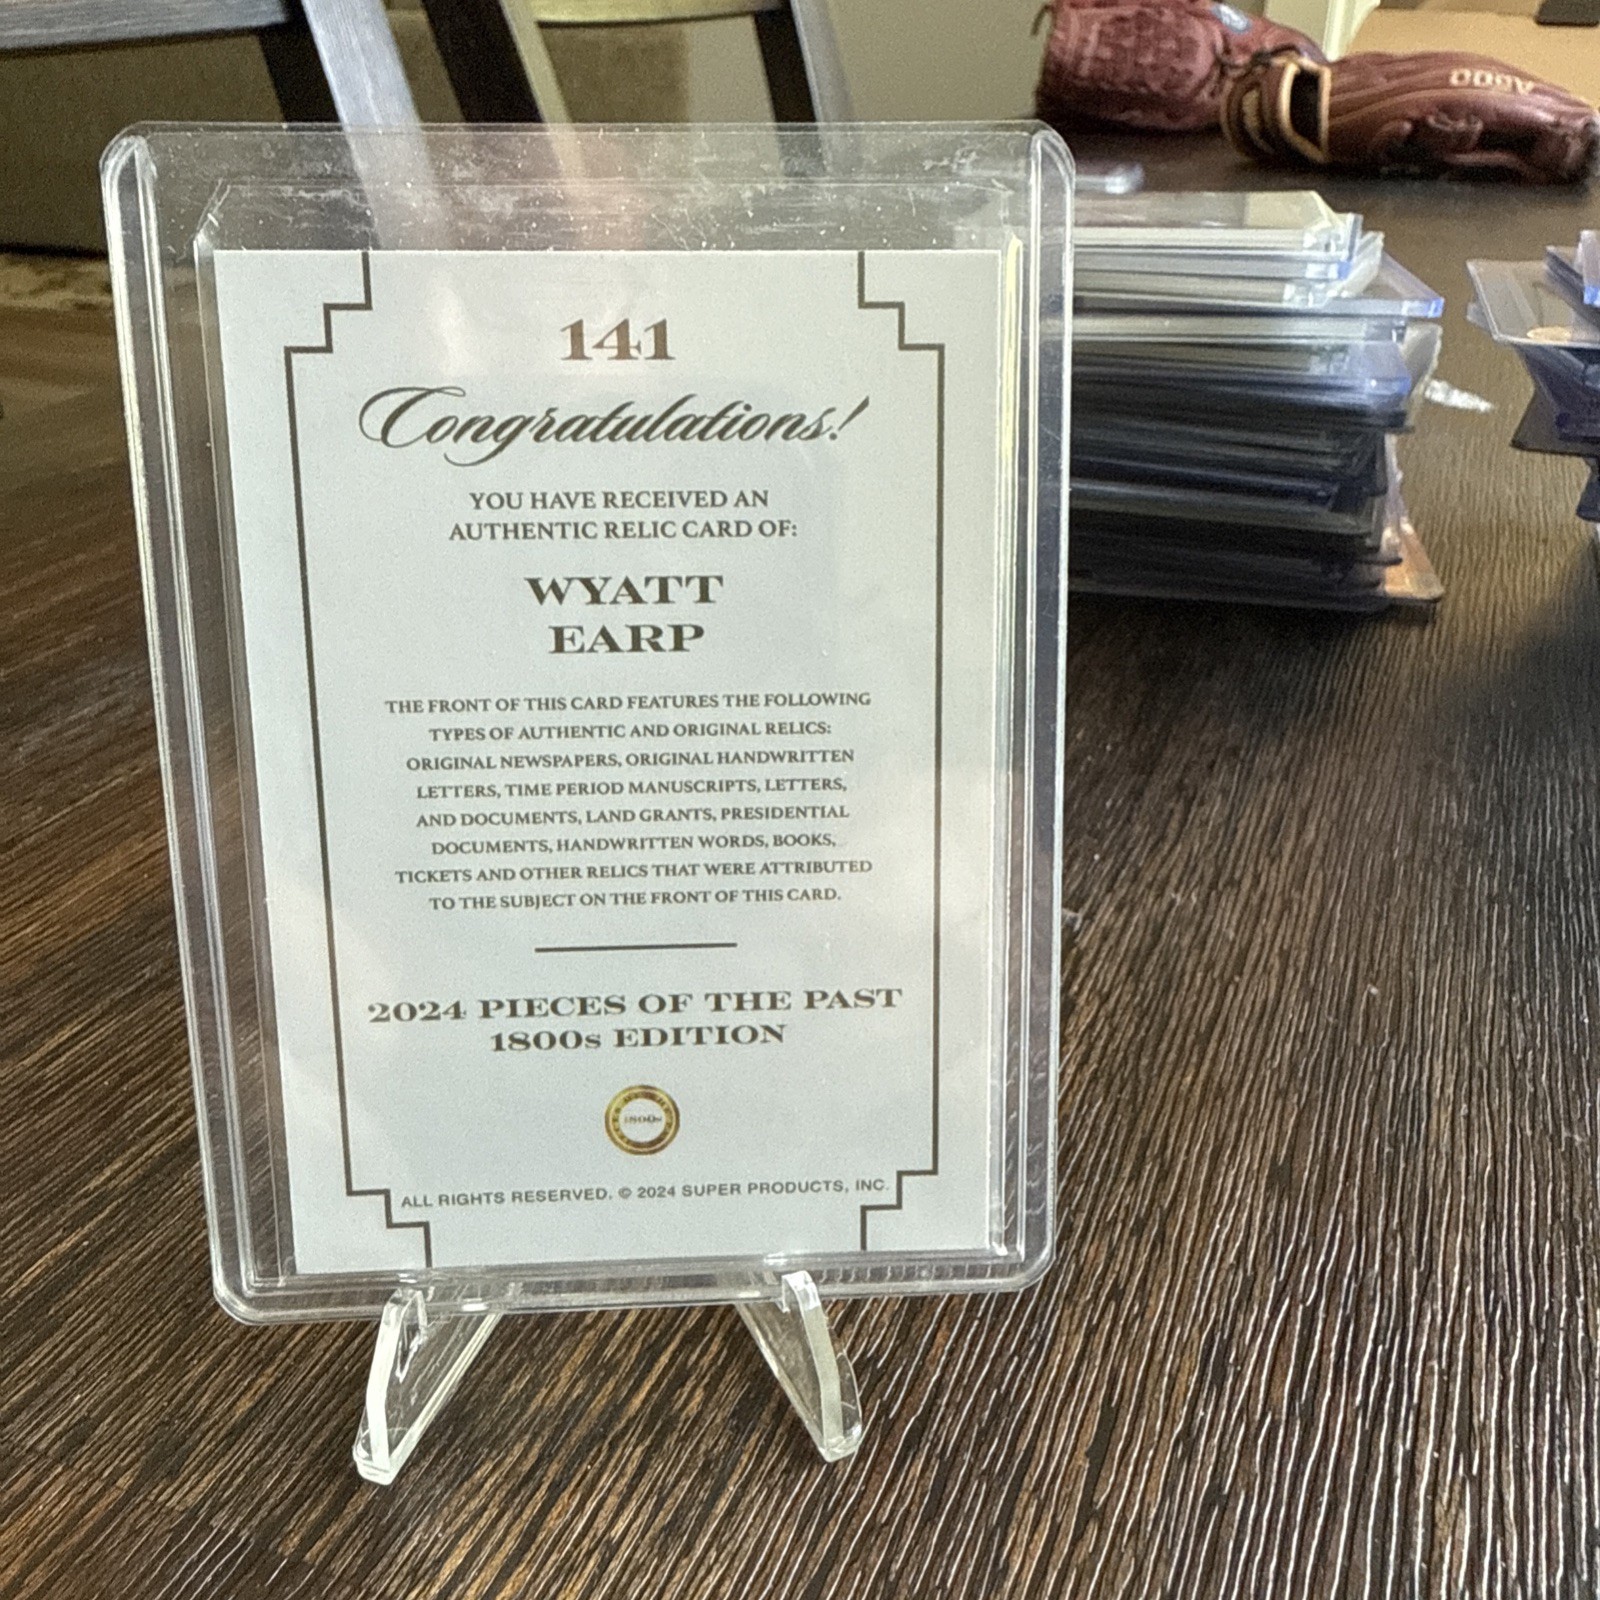 141
Congratulations!
YOU HAVE RECEIVED AN
AUTHENTIC RELIC CARD OF:
WYATT
EARP
THE FRONT OF THIS CARD FEATURES THE FOLLOWING
TYPES OF AUTHENTIC AND ORIGINAL RELICS:
ORIGINAL NEWSPAPERS, ORIGINAL HANDWRITTEN
LETTERS, TIME PERIOD MANUSCRIPTS, LETTERS,
AND DOCUMENTS, LAND GRANTS, PRESIDENTIAL
DOCUMENTS, HANDWRITTEN WORDS, BOOKS,
TICKETS AND OTHER RELICS THAT WERE ATTRIBUTED
TO THE SUBJECT ON THE FRONT OF THIS CARD.
2024 PIECES OF THE PAST
1800s EDITION
1800s
ALL RIGHTS RESERVED. © 2024 SUPER PRODUCTS, INC.